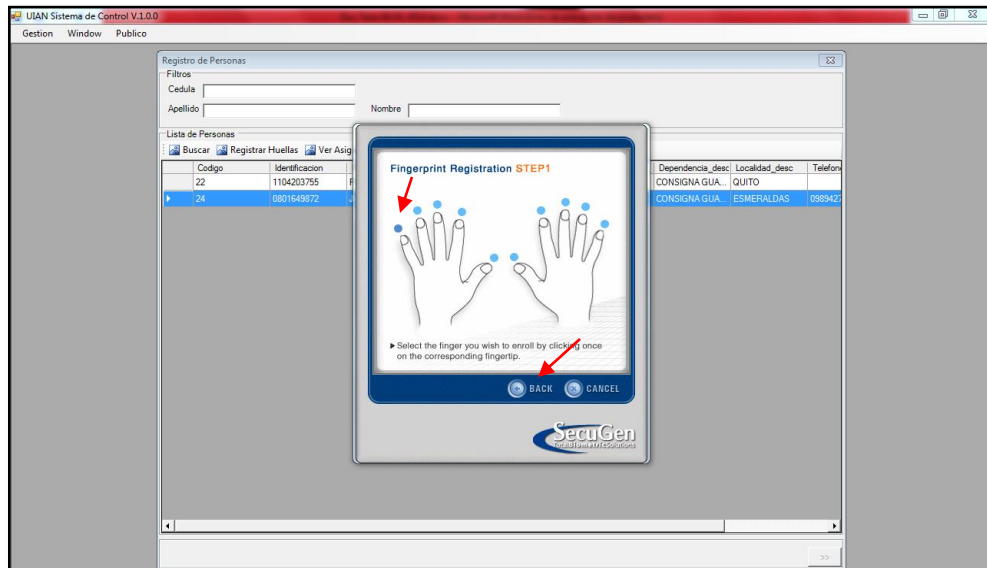 UIAN Sistema de Control V.1.0.0
Gestion Window Publico
Registro de Personas
Filtros
Cedula
Apellido Nombre
Lista de Personas
Buscar Registrar Huellas Ver Asig
Codigo Identificacion Dependencia_desc Localidad_desc Telefon
22 1104203755 CONSIGNA GUA... QUITO
24 0801649872 CONSIGNA GUA... ESMERALDAS 0989427
Fingerprint Registration STEP1
Select the finger you wish to enroll by clicking once
on the corresponding fingertip.
BACK CANCEL
SecuGen
>>